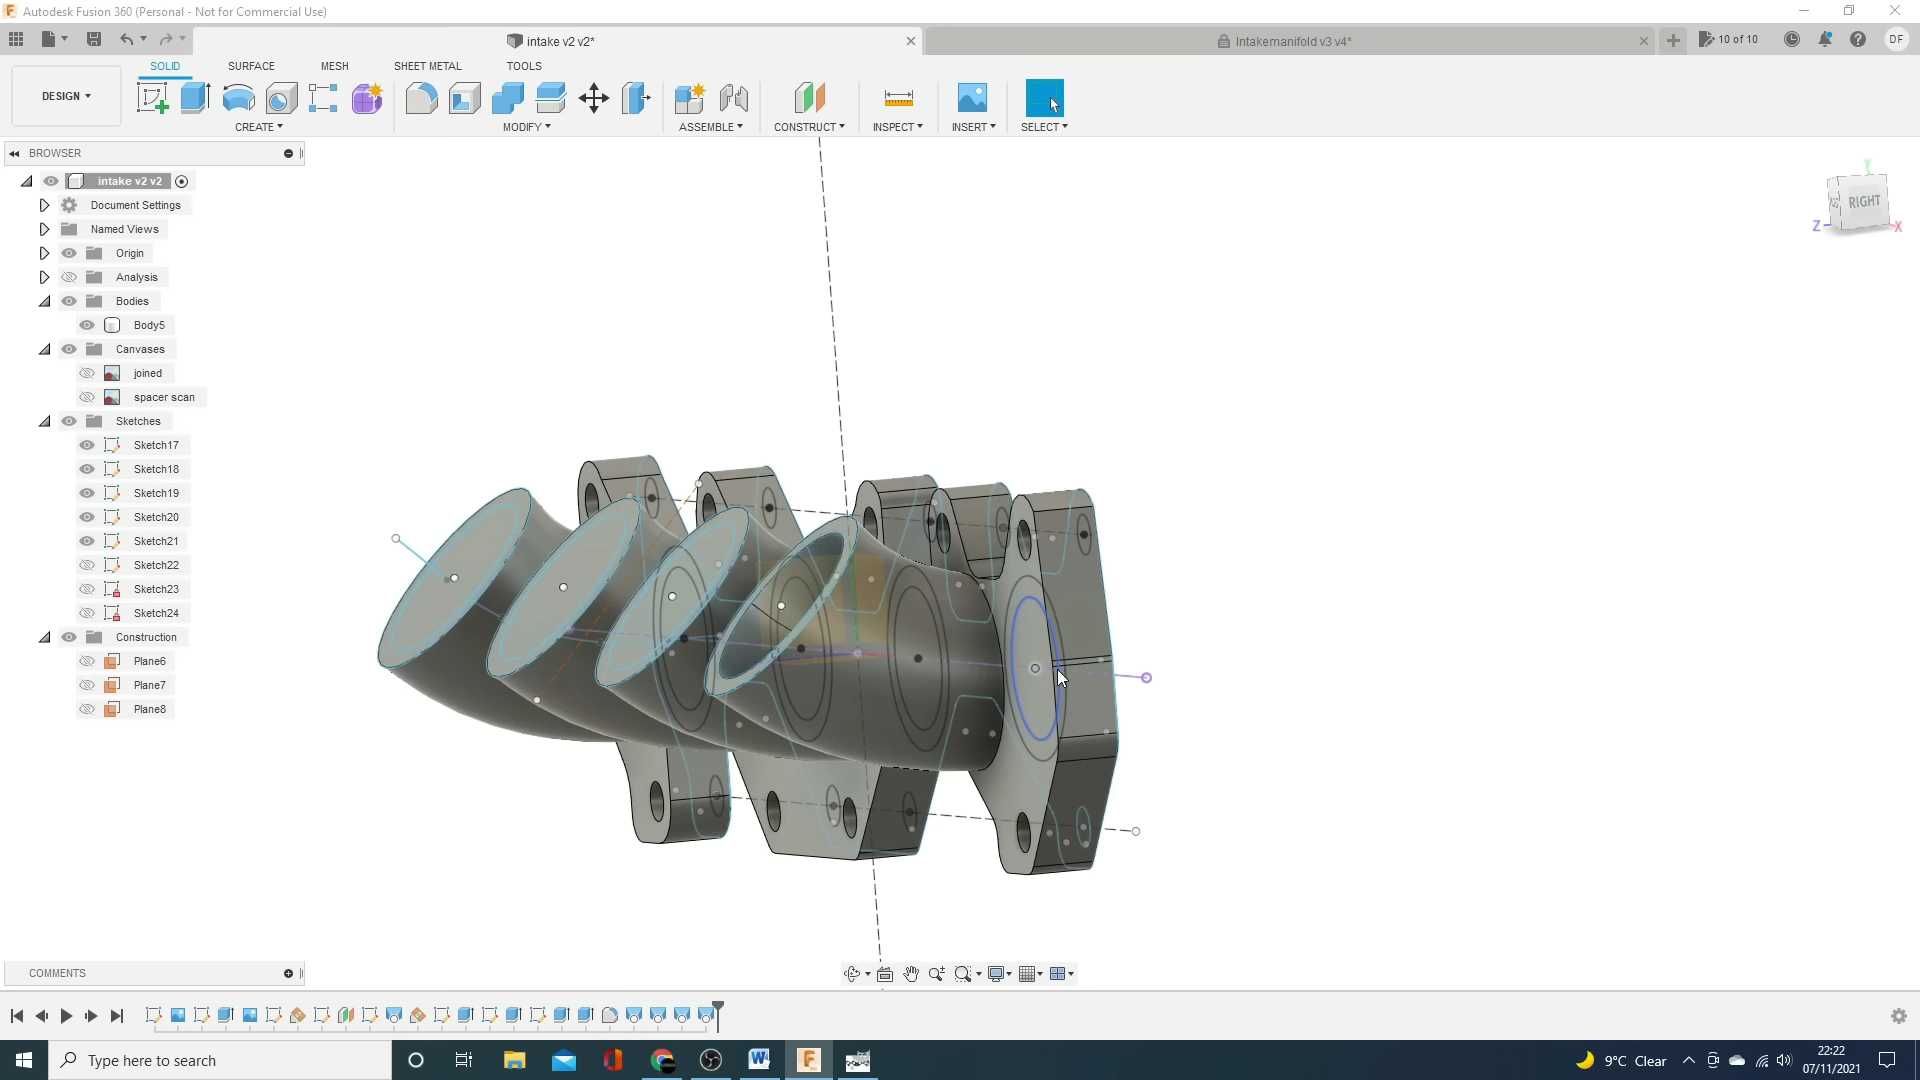 Autodesk Fusion 360 (Personal - Not for Commercial Use)
intake v2 v2*
Intakemanifold v3 v4*
10 of 10
DF
DESIGN
SOLID
SURFACE
MESH
SHEET METAL
TOOLS
CREATE
MODIFY
ASSEMBLE
CONSTRUCT
INSPECT
INSERT
SELECT
BROWSER
intake v2 v2
Document Settings
Named Views
Origin
Analysis
Bodies
Body5
Canvases
joined
spacer scan
Sketches
Sketch17
Sketch18
Sketch19
Sketch20
Sketch21
Sketch22
Sketch23
Sketch24
Construction
Plane6
Plane7
Plane8
Y
RIGHT
Z
X
COMMENTS
Type here to search
9°C Clear
22:22
07/11/2021